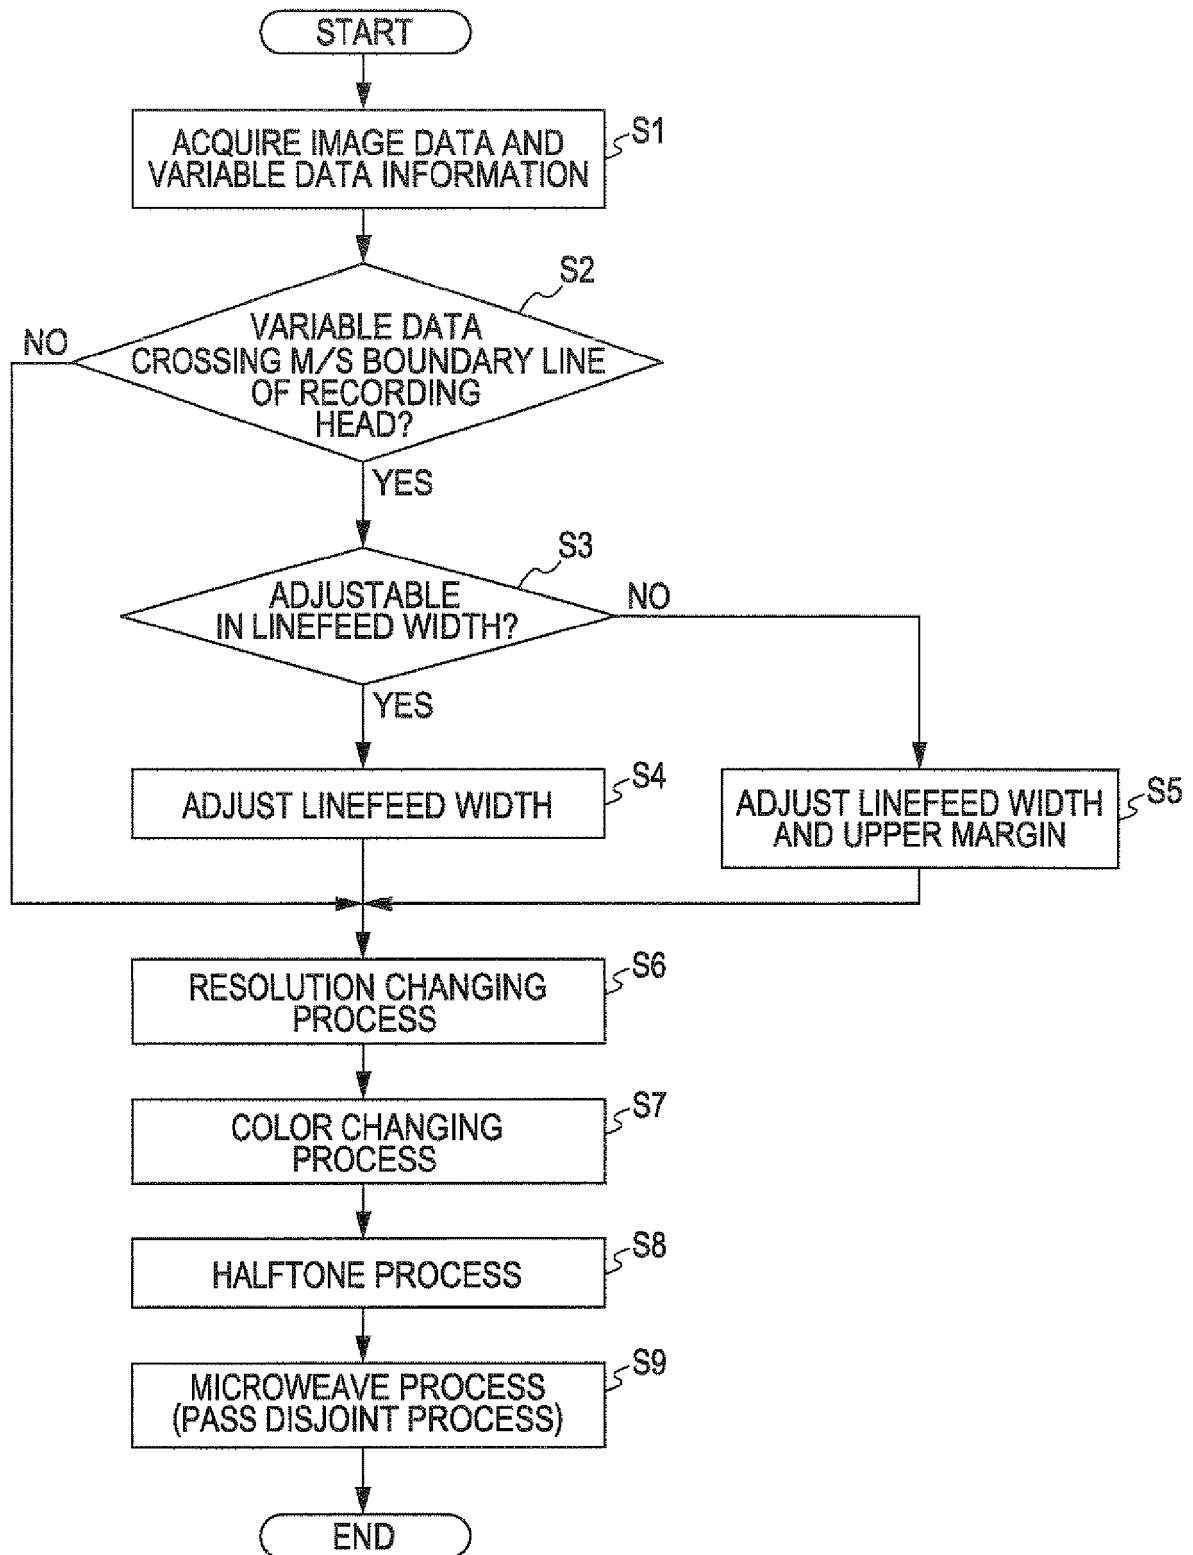 START
ACQUIRE IMAGE DATA AND
VARIABLE DATA INFORMATION
S1
S2
VARIABLE DATA
CROSSING M/S BOUNDARY LINE
OF RECORDING
HEAD?
NO
YES
S3
ADJUSTABLE
IN LINEFEED WIDTH?
NO
YES
ADJUST LINEFEED WIDTH
S4
ADJUST LINEFEED WIDTH
AND UPPER MARGIN
S5
RESOLUTION CHANGING
PROCESS
S6
COLOR CHANGING
PROCESS
S7
HALFTONE PROCESS
S8
MICROWEAVE PROCESS
(PASS DISJOINT PROCESS)
S9
END